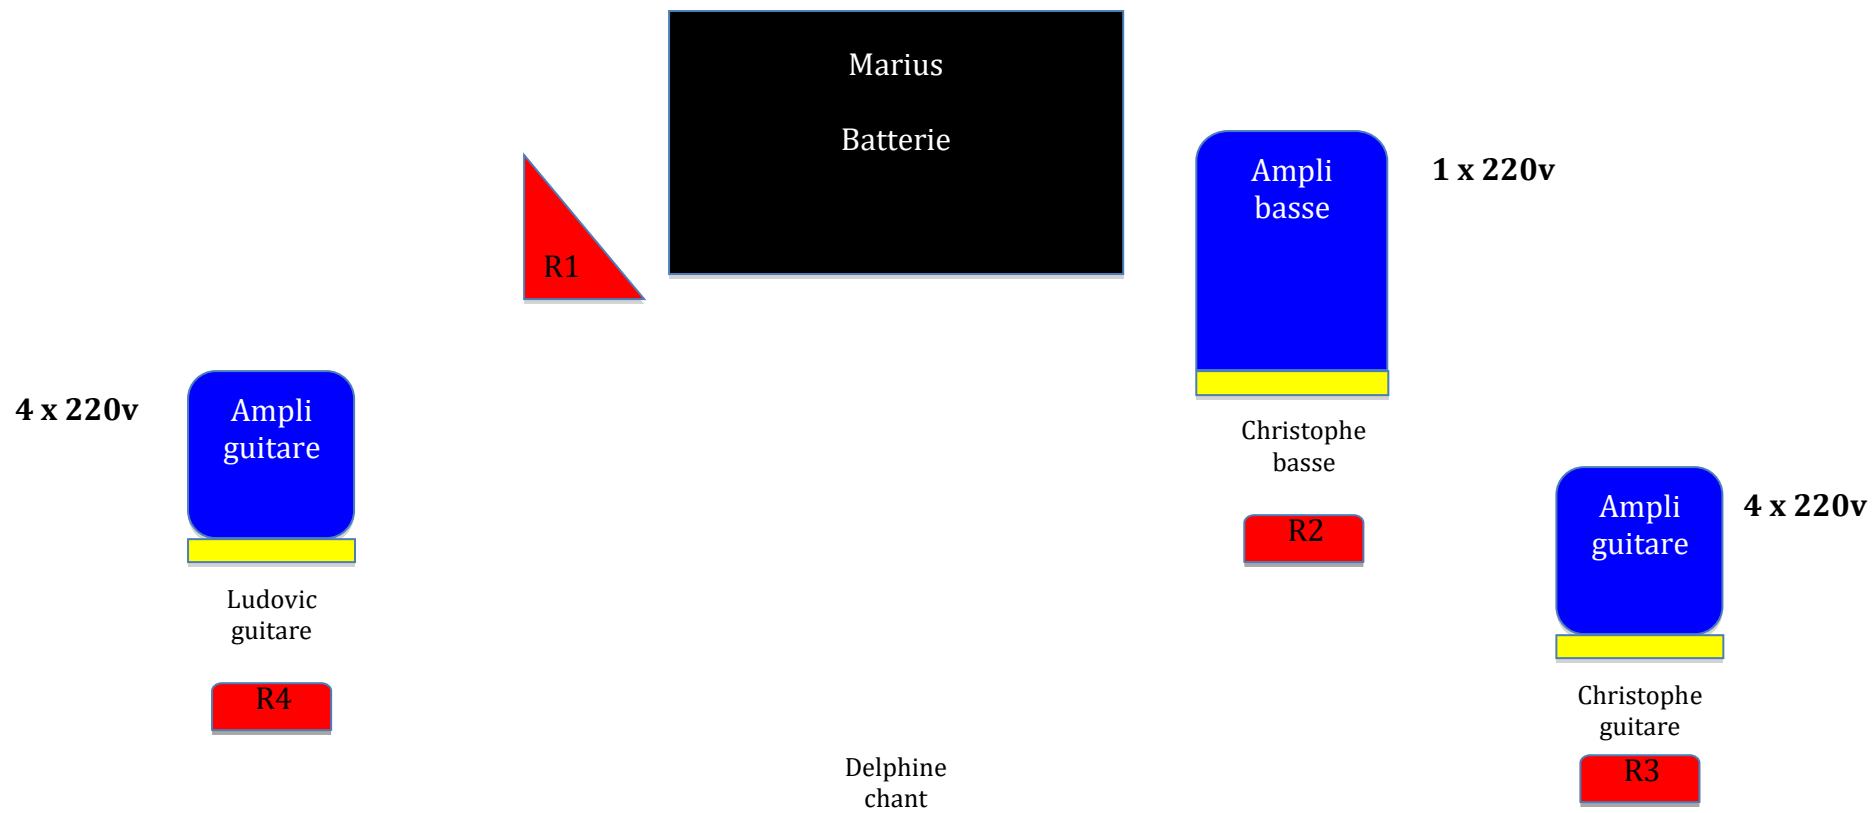 Marius
Batterie
Ampli
basse
1 x 220v
R1
4 x 220v
Ampli
guitare
Christophe
basse
R2
Ampli
guitare
4 x 220v
Ludovic
guitare
R4
Christophe
guitare
R3
Delphine
chant